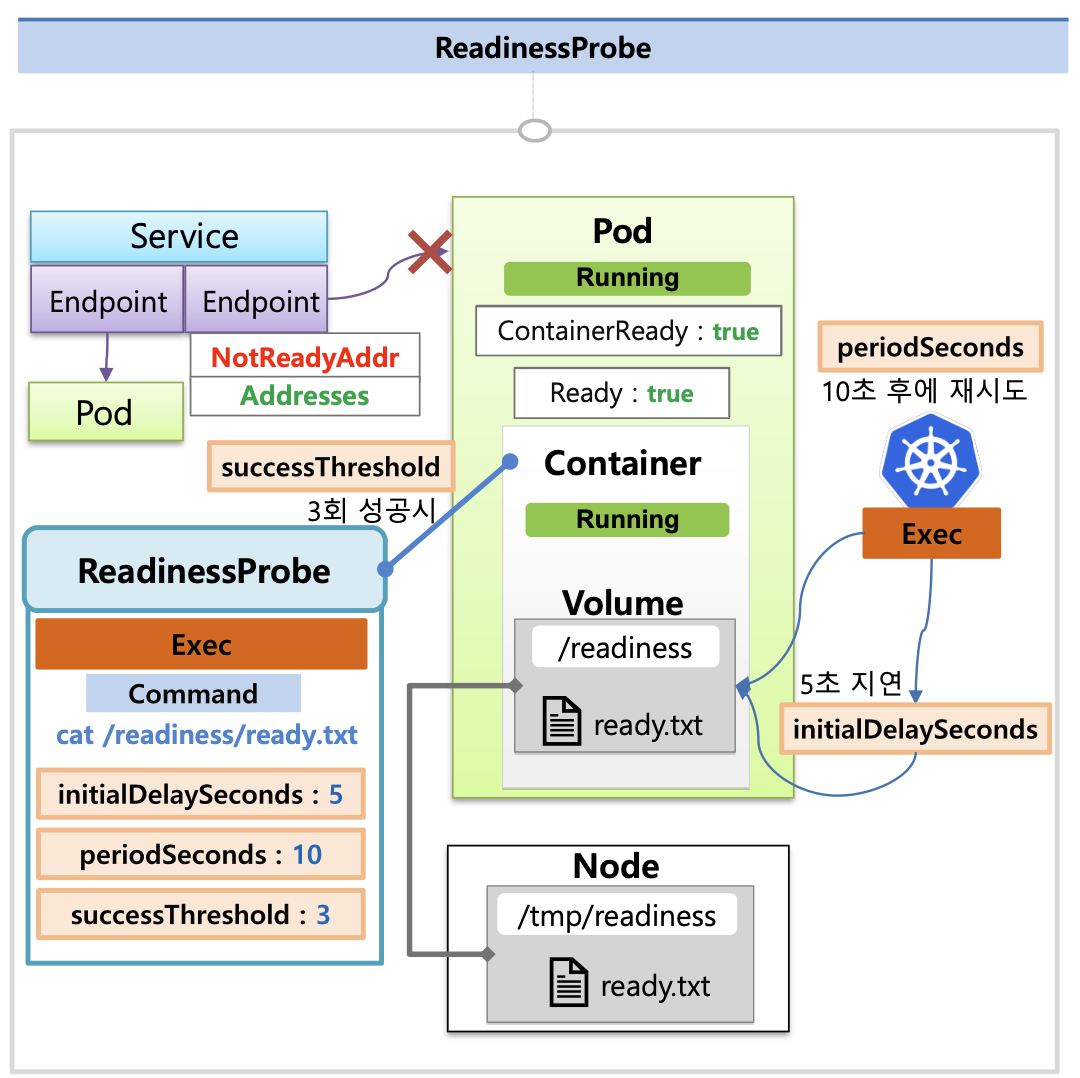 ReadinessProbe
Service
Endpoint
Endpoint
NotReadyAddr
Addresses
Pod
Pod
Running
ContainerReady : true
Ready : true
Container
Running
Volume
/readiness
ready.txt
periodSeconds
10초 후에 재시도
Exec
5초 지연
initialDelaySeconds
successThreshold
3회 성공시
ReadinessProbe
Exec
Command
cat /readiness/ready.txt
initialDelaySeconds : 5
periodSeconds : 10
successThreshold : 3
Node
/tmp/readiness
ready.txt